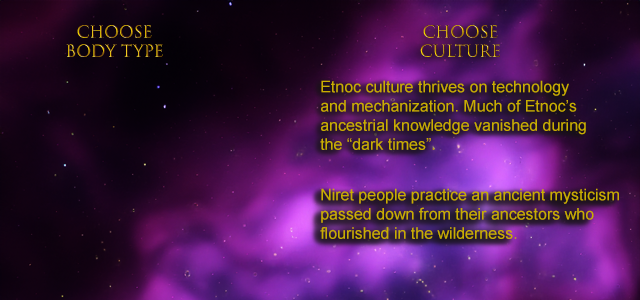 CHOOSE
BODY TYPE
CHOOSE
CULTURE
Etnoc culture thrives on technology
and mechanization. Much of Etnoc’s
ancestrial knowledge vanished during
the “dark times”.
Niret people practice an ancient mysticism
passed down from their ancestors who
flourished in the wilderness.